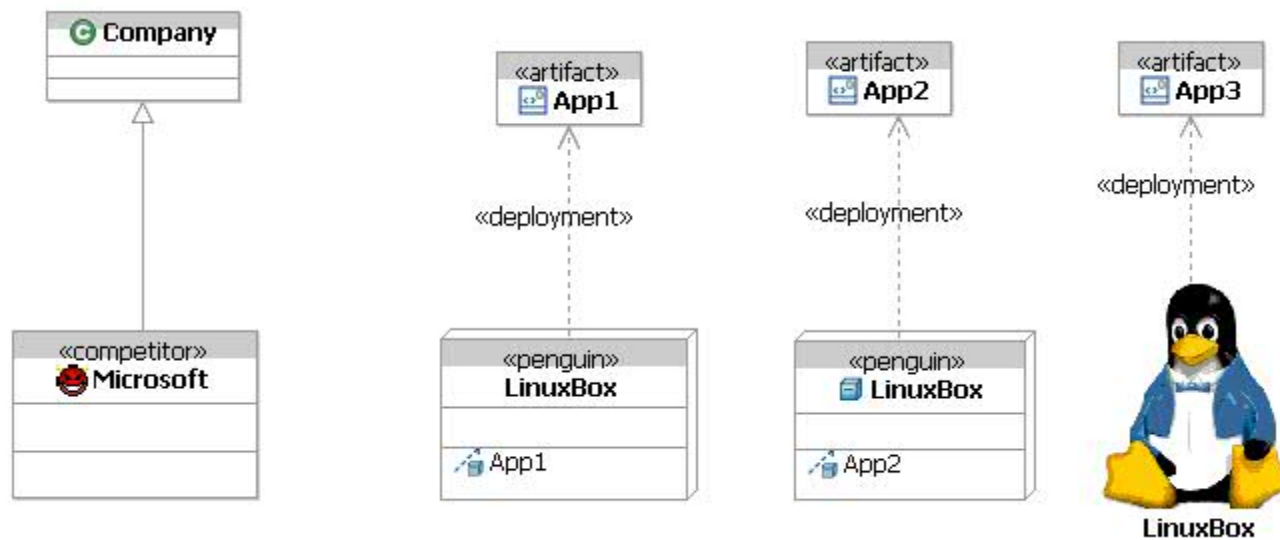 Company
«artifact»
App1
«artifact»
App2
«artifact»
App3
«deployment»
«deployment»
«deployment»
«competitor»
Microsoft
«penguin»
LinuxBox
App1
«penguin»
LinuxBox
App2
LinuxBox